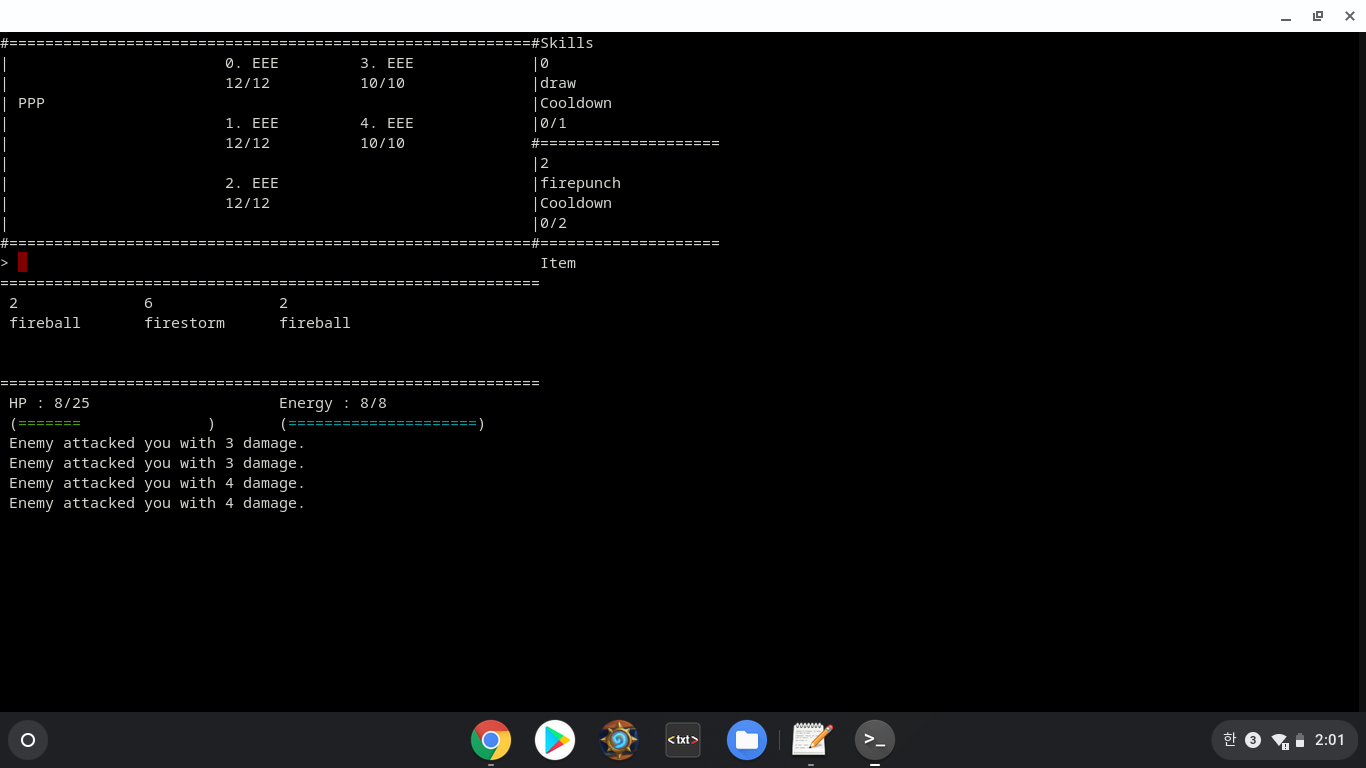 #==========================================================#Skills
|                        0. EEE         3. EEE             |0
|                        12/12          10/10              |draw
| PPP                                                      |Cooldown
|                        1. EEE         4. EEE             |0/1
|                        12/12          10/10              #====================
|                                                          |2
|                        2. EEE                            |firepunch
|                        12/12                             |Cooldown
|                                                          |0/2
#==========================================================#====================
>                                                           Item
============================================================
 2              6              2
 fireball       firestorm      fireball
============================================================
 HP : 8/25                     Energy : 8/8
 (=======              )       (=====================)
 Enemy attacked you with 3 damage.
 Enemy attacked you with 3 damage.
 Enemy attacked you with 4 damage.
 Enemy attacked you with 4 damage.
<txt> >_ 한 3 2:01